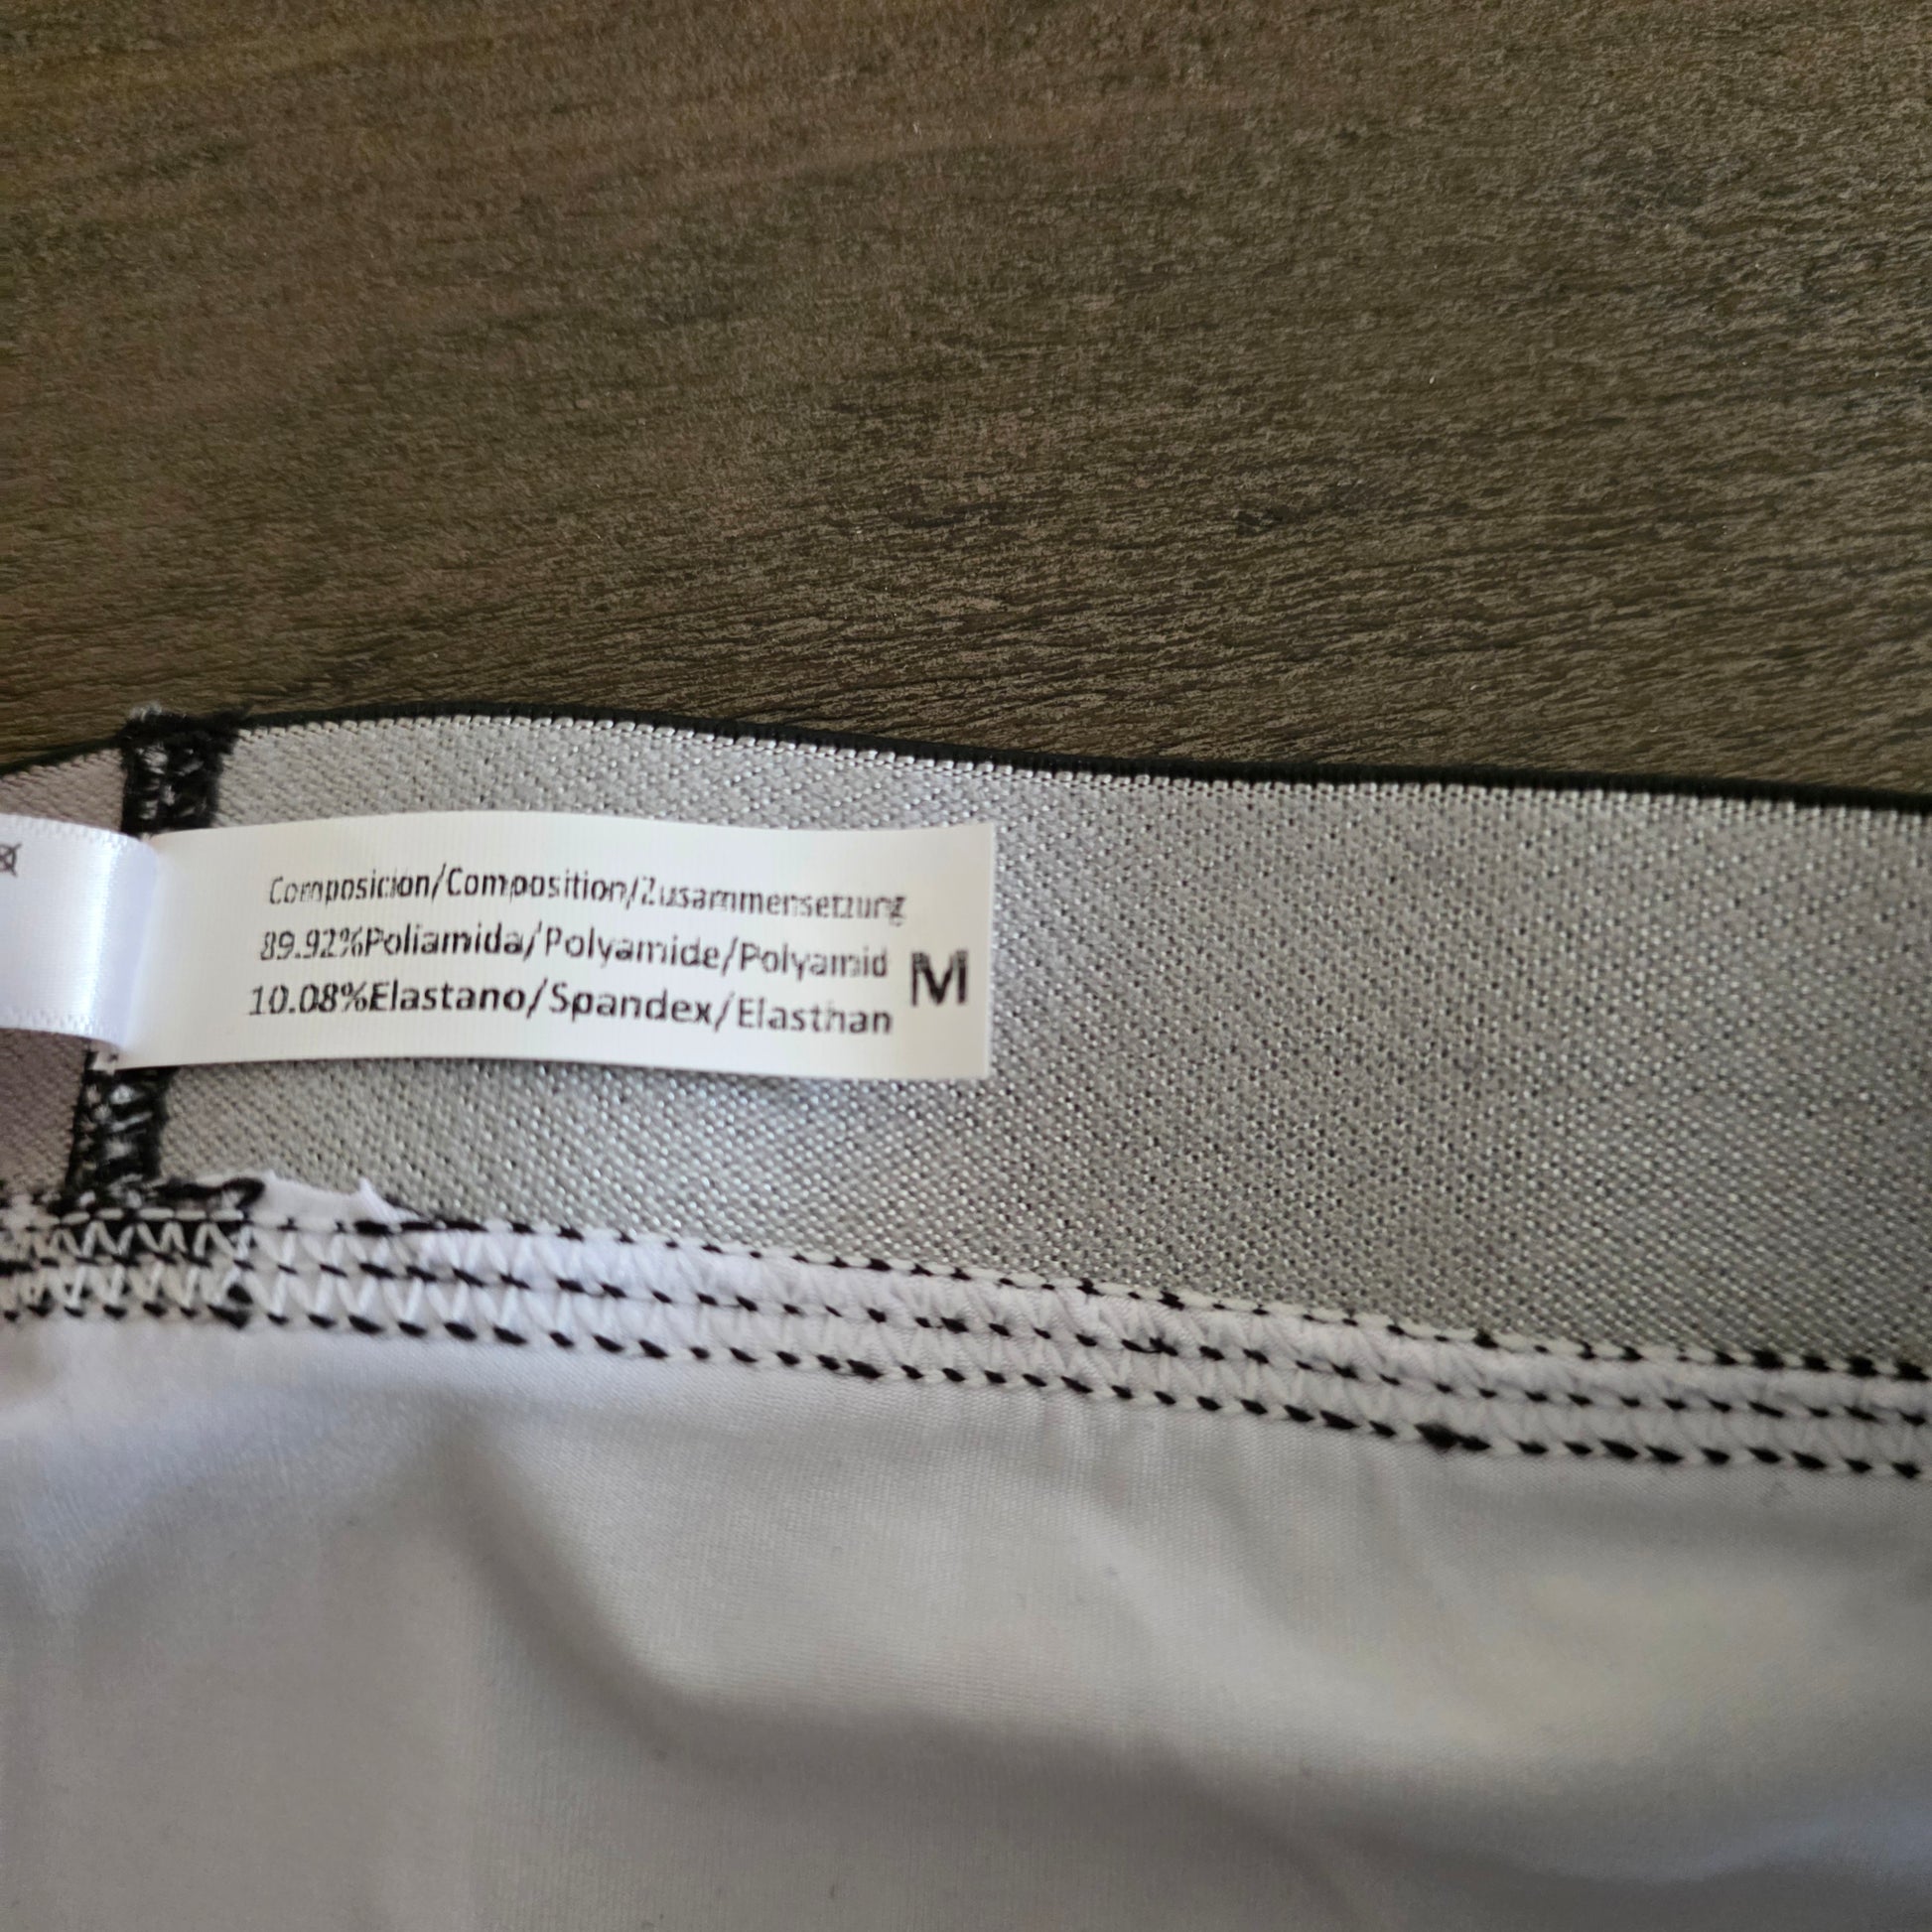 Composicion/Composition/Zusammensetzung
89.92%Poliamida/Polyamide/Polyamid
10.08%Elastano/Spandex/Elasthan
M